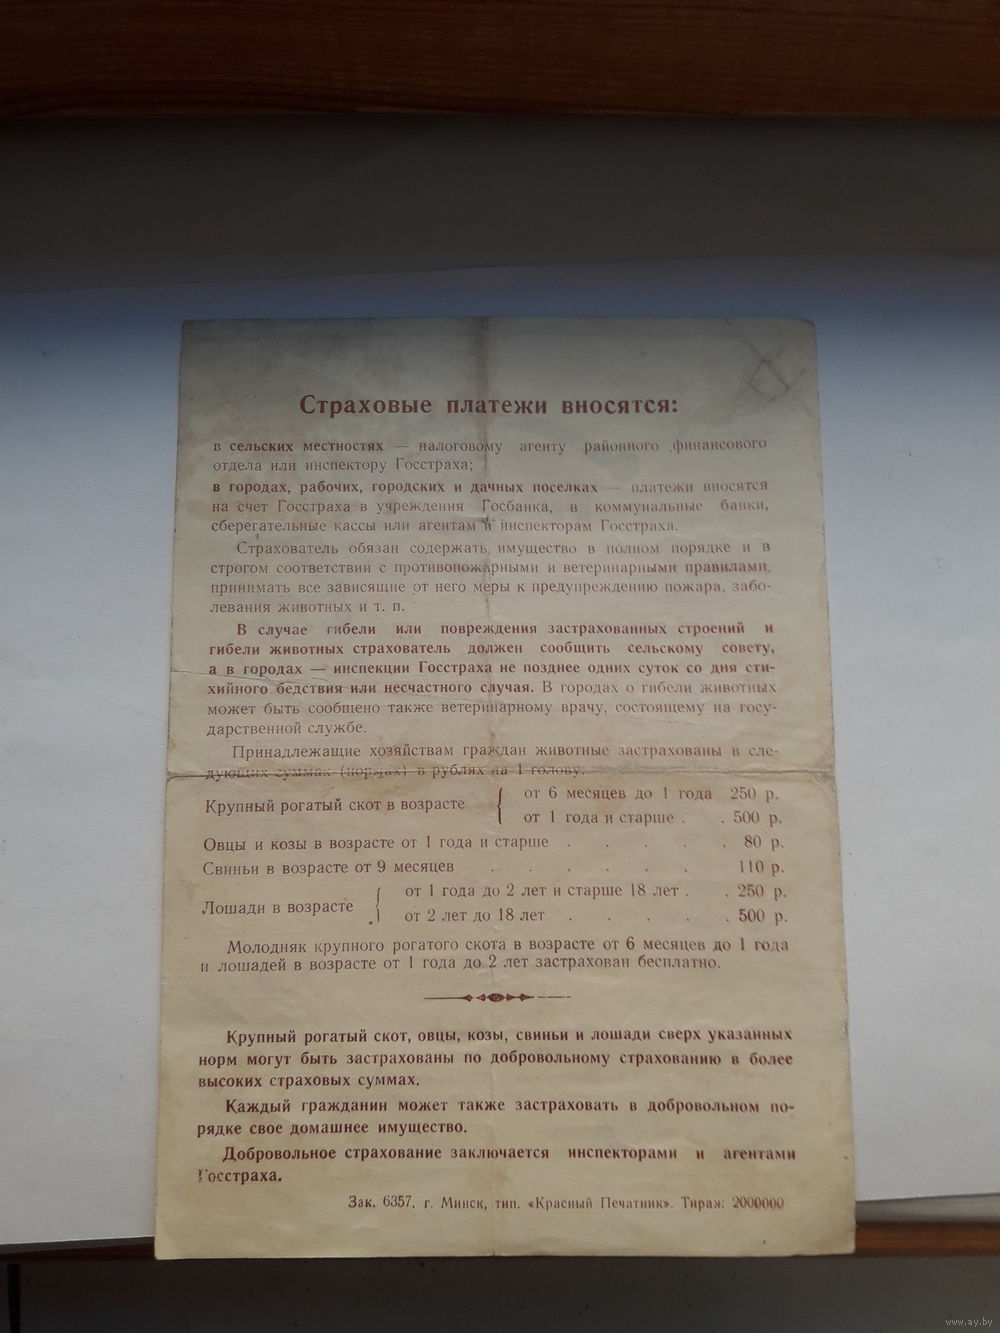 Страховые платежи вносятся:
в сельских местностях — налоговому агенту районного финансового
отдела или инспектору Госстраха;
в городах, рабочих, городских и дачных поселках — платежи вносятся
на счет Госстраха в учреждения Госбанка, в коммунальные банки,
сберегательные кассы или агентам и инспекторам Госстраха.
Страхователь обязан содержать имущество в полном порядке и в
строгом соответствии с противопожарными и ветеринарными правилами,
принимать все зависящие от него меры к предупреждению пожара, забо-
левания животных и т. п.
В случае гибели или повреждения застрахованных строений и
гибели животных страхователь должен сообщить сельскому совету,
а в городах — инспекции Госстраха не позднее одних суток со дня сти-
хийного бедствия или несчастного случая. В городах о гибели животных
может быть сообщено также ветеринарному врачу, состоящему на госу-
дарственной службе.
Принадлежащие хозяйствам граждан животные застрахованы в сле-
дующих суммах (нормах) в рублях на 1 голову:
Крупный рогатый скот в возрасте { от 6 месяцев до 1 года 250 р.
от 1 года и старше . . 500 р.
Овцы и козы в возрасте от 1 года и старше . . . . . 80 р.
Свиньи в возрасте от 9 месяцев . . . . . . 110 р.
Лошади в возрасте { от 1 года до 2 лет и старше 18 лет . . 250 р.
от 2 лет до 18 лет . . . . . 500 р.
Молодняк крупного рогатого скота в возрасте от 6 месяцев до 1 года
и лошадей в возрасте от 1 года до 2 лет застрахован бесплатно.
Крупный рогатый скот, овцы, козы, свиньи и лошади сверх указанных
норм могут быть застрахованы по добровольному страхованию в более
высоких страховых суммах.
Каждый гражданин может также застраховать в добровольном по-
рядке свое домашнее имущество.
Добровольное страхование заключается инспекторами и агентами
Госстраха.
Зак. 6357. г. Минск, тип. «Красный Печатник». Тираж: 2000000
www.ay.by